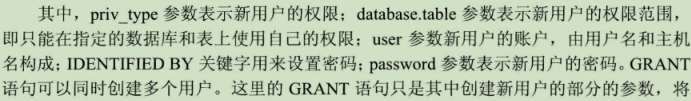 其中，priv_type 参数表示新用户的权限；database.table 参数表示新用户的权限范围，
即只能在指定的数据库和表上使用自己的权限；user 参数新用户的账户，由用户名和主机
名构成；IDENTIFIED BY 关键字用来设置密码；password 参数表示新用户的密码。GRANT
语句可以同时创建多个用户。这里的 GRANT 语句只是其中创建新用户的部分的参数，将